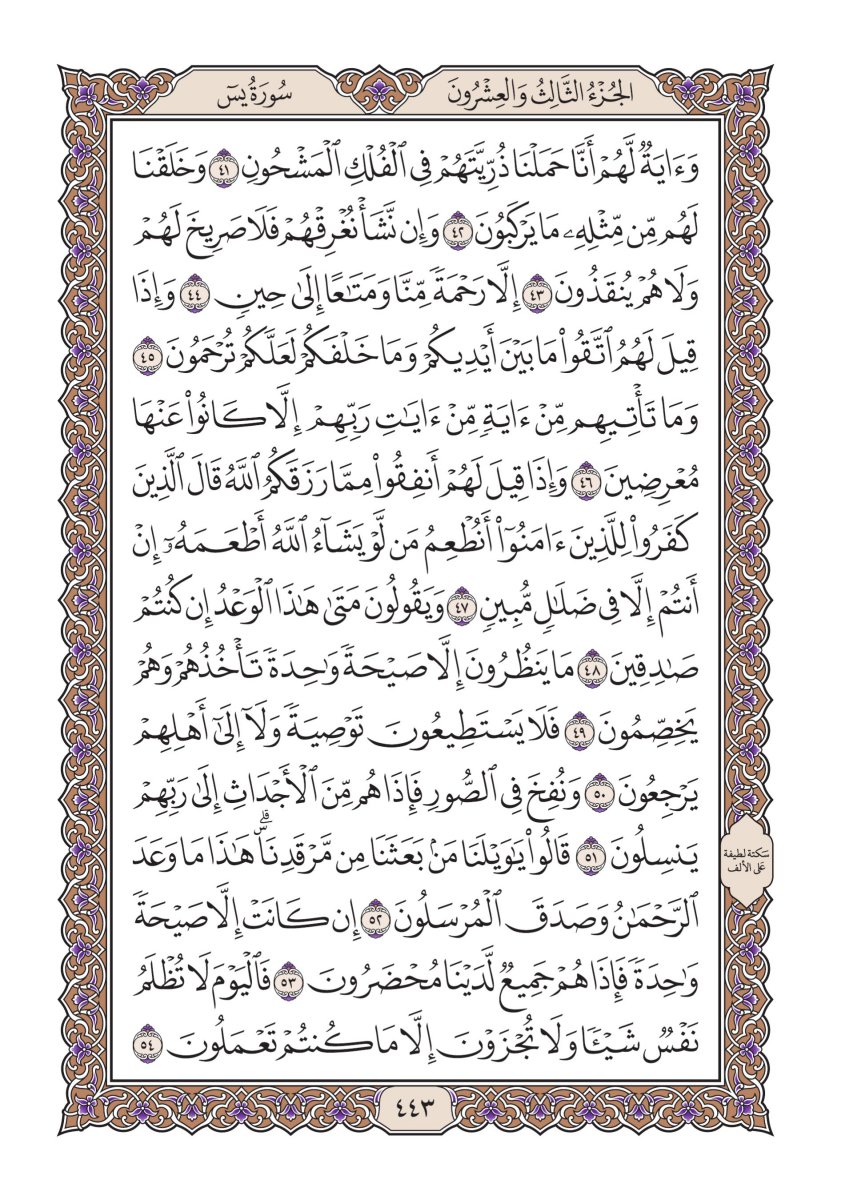 الجُزْءُ الثَّالِثُ وَالعِشْرُونَ
سُورَةُ يسٓ
وَءَايَةٌ لَّهُمْ أَنَّا حَمَلْنَا ذُرِّيَّتَهُمْ فِى ٱلْفُلْكِ ٱلْمَشْحُونِ ٤١ وَخَلَقْنَا
لَهُم مِّن مِّثْلِهِۦ مَا يَرْكَبُونَ ٤٢ وَإِن نَّشَأْ نُغْرِقْهُمْ فَلَا صَرِيخَ لَهُمْ
وَلَا هُمْ يُنقَذُونَ ٤٣ إِلَّا رَحْمَةً مِّنَّا وَمَتَٰعًا إِلَىٰ حِينٍ ٤٤ وَإِذَا
قِيلَ لَهُمُ ٱتَّقُوا۟ مَا بَيْنَ أَيْدِيكُمْ وَمَا خَلْفَكُمْ لَعَلَّكُمْ تُرْحَمُونَ ٤٥
وَمَا تَأْتِيهِم مِّنْ ءَايَةٍ مِّنْ ءَايَٰتِ رَبِّهِمْ إِلَّا كَانُوا۟ عَنْهَا
مُعْرِضِينَ ٤٦ وَإِذَا قِيلَ لَهُمْ أَنفِقُوا۟ مِمَّا رَزَقَكُمُ ٱللَّهُ قَالَ ٱلَّذِينَ
كَفَرُوا۟ لِلَّذِينَ ءَامَنُوٓا۟ أَنُطْعِمُ مَن لَّوْ يَشَآءُ ٱللَّهُ أَطْعَمَهُۥٓ إِنْ
أَنتُمْ إِلَّا فِى ضَلَٰلٍ مُّبِينٍ ٤٧ وَيَقُولُونَ مَتَىٰ هَٰذَا ٱلْوَعْدُ إِن كُنتُمْ
صَٰدِقِينَ ٤٨ مَا يَنظُرُونَ إِلَّا صَيْحَةً وَٰحِدَةً تَأْخُذُهُمْ وَهُمْ
يَخِصِّمُونَ ٤٩ فَلَا يَسْتَطِيعُونَ تَوْصِيَةً وَلَآ إِلَىٰٓ أَهْلِهِمْ
يَرْجِعُونَ ٥٠ وَنُفِخَ فِى ٱلصُّورِ فَإِذَا هُم مِّنَ ٱلْأَجْدَاثِ إِلَىٰ رَبِّهِمْ
يَنسِلُونَ ٥١ قَالُوا۟ يَٰوَيْلَنَا مَنۢ بَعَثَنَا مِن مَّرْقَدِنَاۜۗ هَٰذَا مَا وَعَدَ
ٱلرَّحْمَٰنُ وَصَدَقَ ٱلْمُرْسَلُونَ ٥٢ إِن كَانَتْ إِلَّا صَيْحَةً
وَٰحِدَةً فَإِذَا هُمْ جَمِيعٌ لَّدَيْنَا مُحْضَرُونَ ٥٣ فَٱلْيَوْمَ لَا تُظْلَمُ
نَفْسٌ شَيْـًٔا وَلَا تُجْزَوْنَ إِلَّا مَا كُنتُمْ تَعْمَلُونَ ٥٤
سَكتة لطيفة
عَلى الألف
٤٤٣